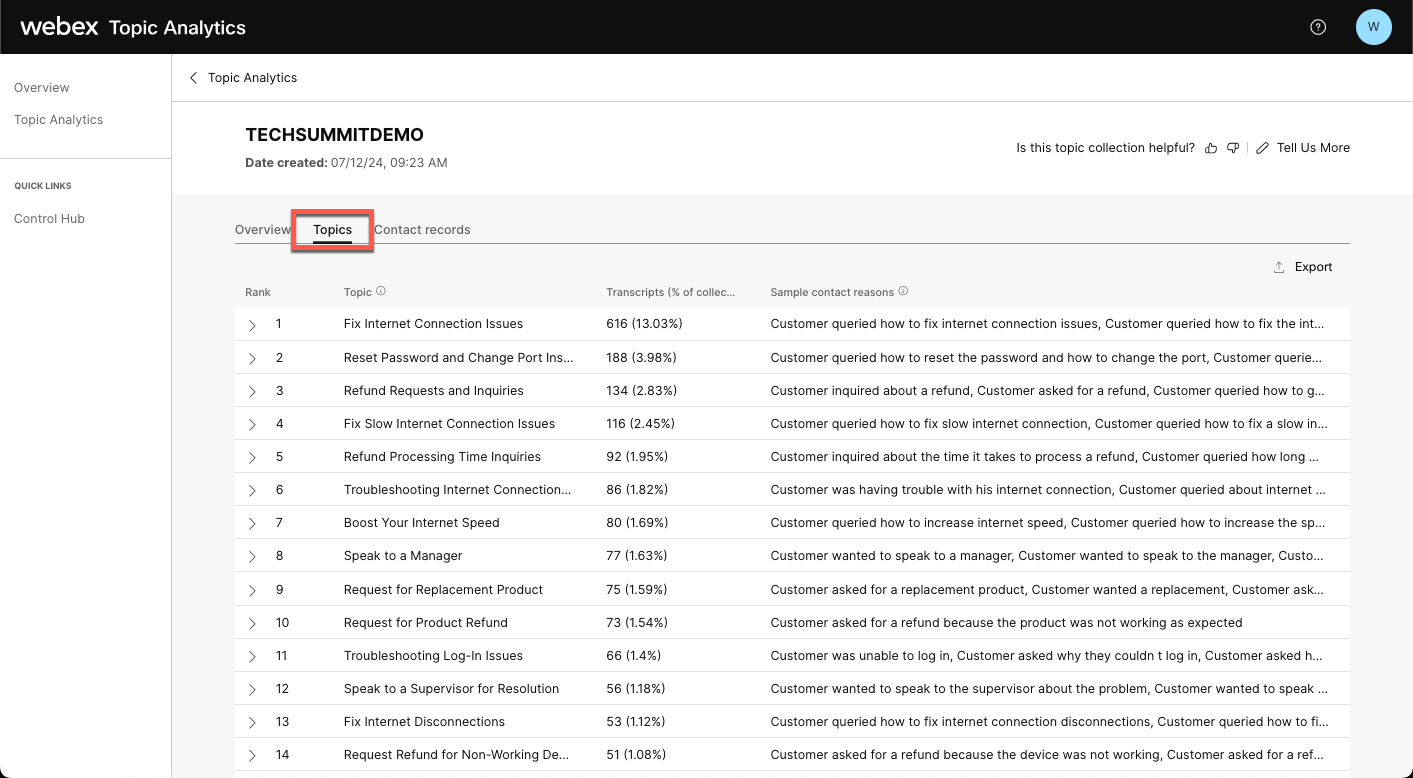 webex Topic Analytics
W
Overview
Topic Analytics
QUICK LINKS
Control Hub
Topic Analytics
TECHSUMMITDEMO
Date created: 07/12/24, 09:23 AM
Is this topic collection helpful? Tell Us More
Overview Topics Contact records
Export
Rank Topic Transcripts (% of collec... Sample contact reasons
1 Fix Internet Connection Issues 616 (13.03%) Customer queried how to fix internet connection issues, Customer queried how to fix the int...
2 Reset Password and Change Port Ins... 188 (3.98%) Customer queried how to reset the password and how to change the port, Customer querie...
3 Refund Requests and Inquiries 134 (2.83%) Customer inquired about a refund, Customer asked for a refund, Customer queried how to g...
4 Fix Slow Internet Connection Issues 116 (2.45%) Customer queried how to fix slow internet connection, Customer queried how to fix a slow in...
5 Refund Processing Time Inquiries 92 (1.95%) Customer inquired about the time it takes to process a refund, Customer queried how long ...
6 Troubleshooting Internet Connection... 86 (1.82%) Customer was having trouble with his internet connection, Customer queried about internet ...
7 Boost Your Internet Speed 80 (1.69%) Customer queried how to increase internet speed, Customer queried how to increase the sp...
8 Speak to a Manager 77 (1.63%) Customer wanted to speak to a manager, Customer wanted to speak to the manager, Custo...
9 Request for Replacement Product 75 (1.59%) Customer asked for a replacement product, Customer wanted a replacement, Customer ask...
10 Request for Product Refund 73 (1.54%) Customer asked for a refund because the product was not working as expected
11 Troubleshooting Log-In Issues 66 (1.4%) Customer was unable to log in, Customer asked why they couldn t log in, Customer asked h...
12 Speak to a Supervisor for Resolution 56 (1.18%) Customer wanted to speak to the supervisor about the problem, Customer wanted to speak ...
13 Fix Internet Disconnections 53 (1.12%) Customer queried how to fix internet connection disconnections, Customer queried how to fi...
14 Request Refund for Non-Working De... 51 (1.08%) Customer asked for a refund because the device was not working, Customer asked for a ref...